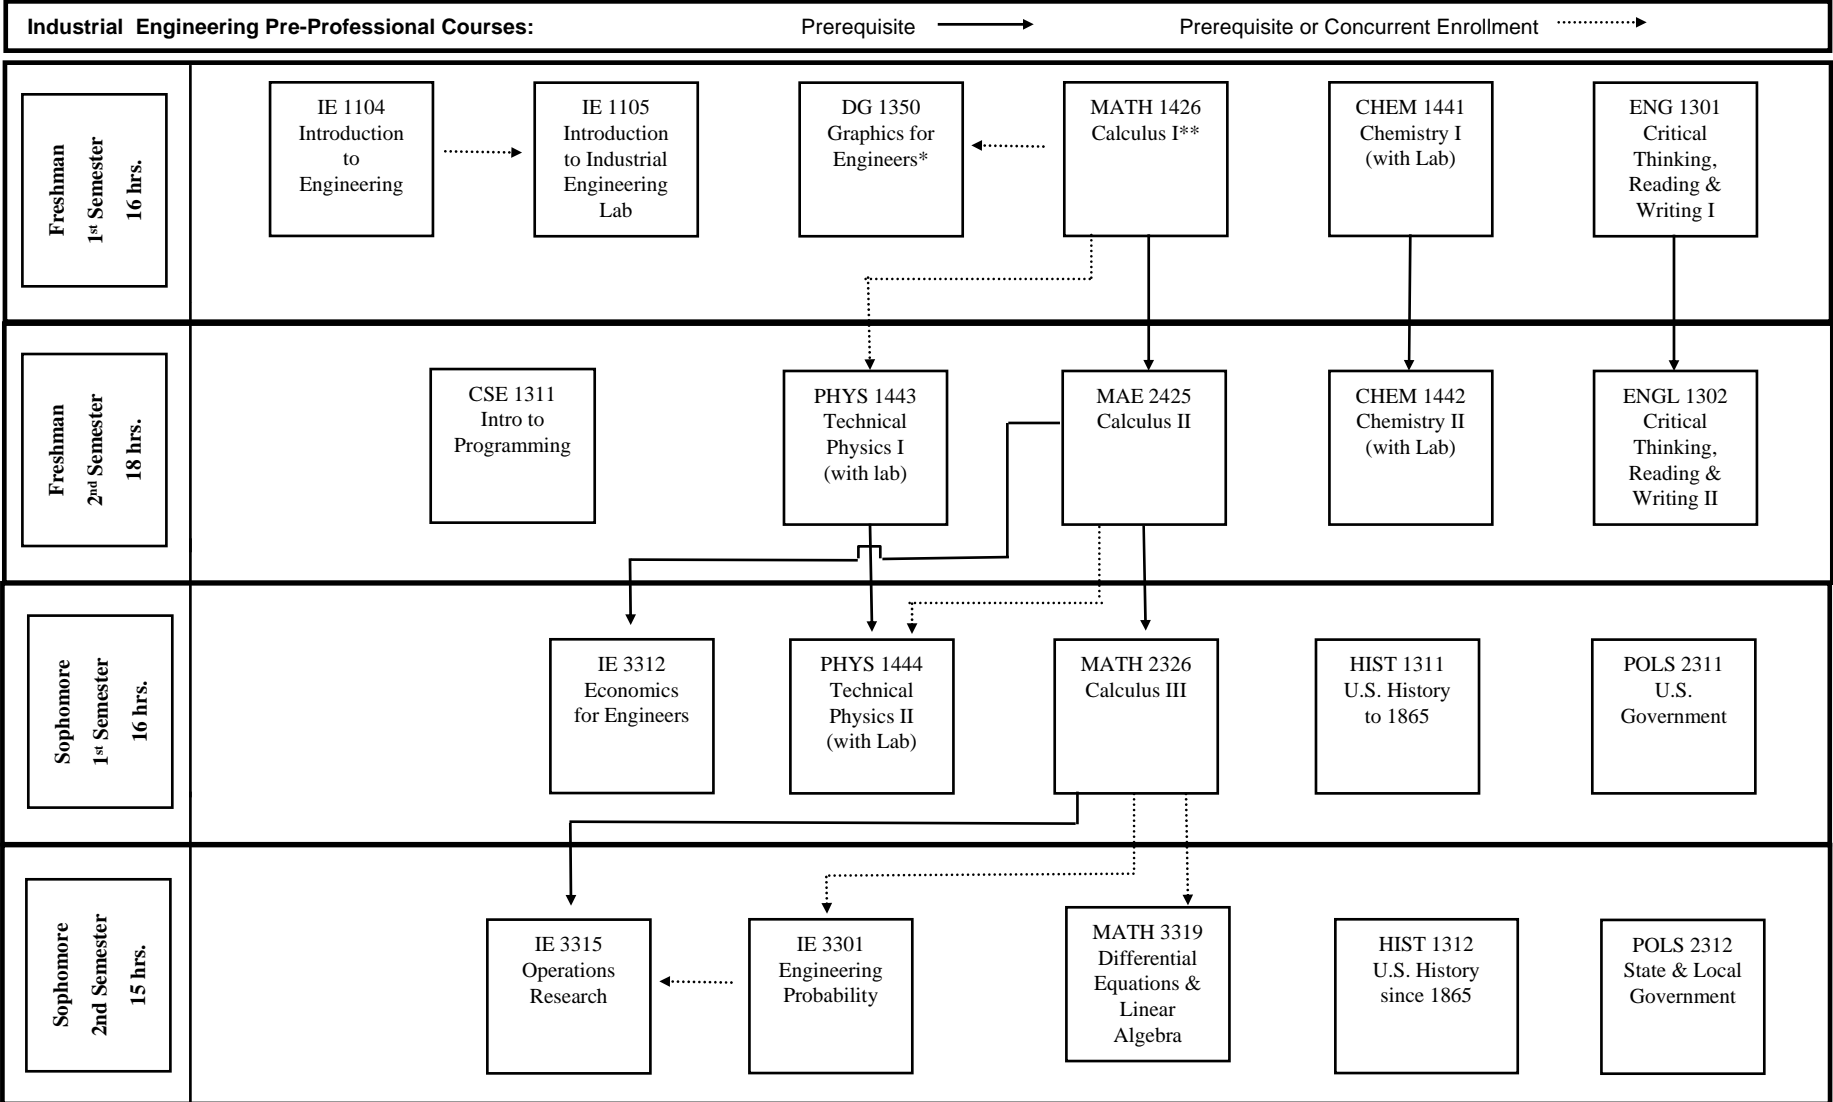 Industrial Engineering Pre-Professional Courses:
Prerequisite
Prerequisite or Concurrent Enrollment
Freshman
1st Semester
16 hrs.
IE 1104
Introduction
to
Engineering
IE 1105
Introduction
to Industrial
Engineering
Lab
DG 1350
Graphics for
Engineers*
MATH 1426
Calculus I**
CHEM 1441
Chemistry I
(with Lab)
ENG 1301
Critical
Thinking,
Reading &
Writing I
Freshman
2nd Semester
18 hrs.
CSE 1311
Intro to
Programming
PHYS 1443
Technical
Physics I
(with lab)
MAE 2425
Calculus II
CHEM 1442
Chemistry II
(with Lab)
ENGL 1302
Critical
Thinking,
Reading &
Writing II
Sophomore
1st Semester
16 hrs.
IE 3312
Economics
for Engineers
PHYS 1444
Technical
Physics II
(with Lab)
MATH 2326
Calculus III
HIST 1311
U.S. History
to 1865
POLS 2311
U.S.
Government
Sophomore
2nd Semester
15 hrs.
IE 3315
Operations
Research
IE 3301
Engineering
Probability
MATH 3319
Differential
Equations &
Linear
Algebra
HIST 1312
U.S. History
since 1865
POLS 2312
State & Local
Government